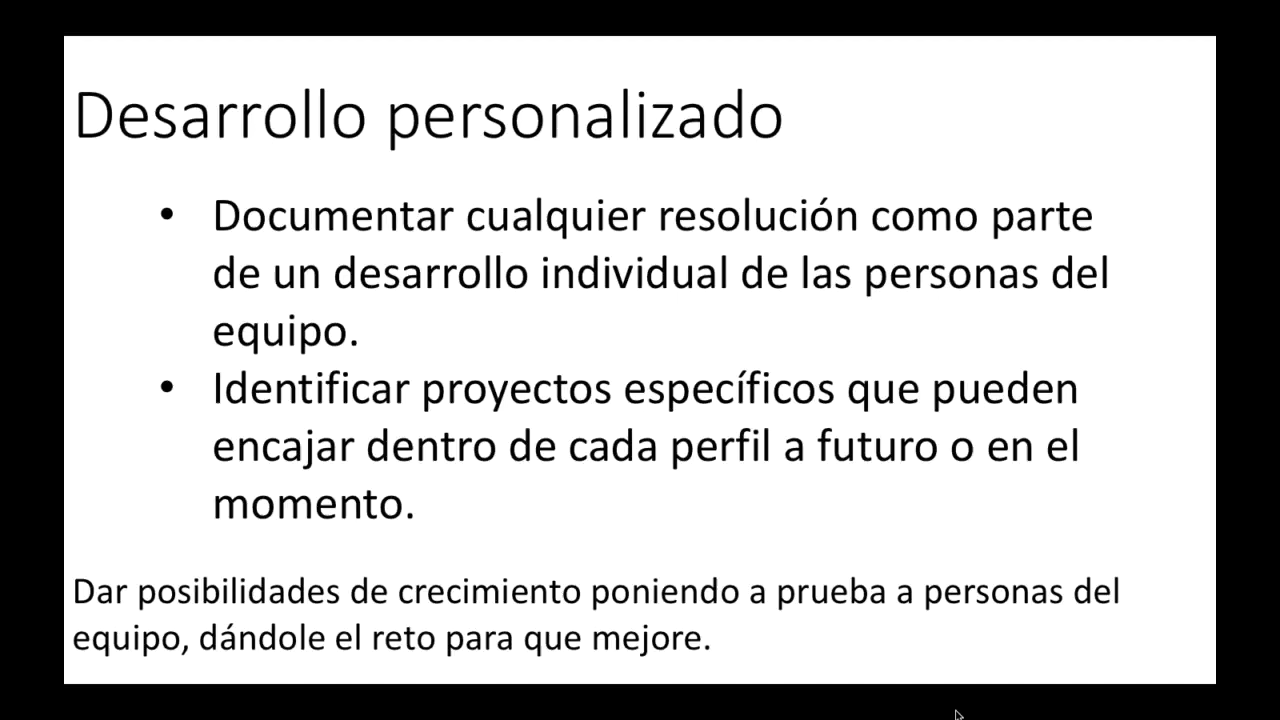 Desarrollo personalizado
• Documentar cualquier resolución como parte
de un desarrollo individual de las personas del
equipo.
• Identificar proyectos específicos que pueden
encajar dentro de cada perfil a futuro o en el
momento.
Dar posibilidades de crecimiento poniendo a prueba a personas del
equipo, dándole el reto para que mejore.